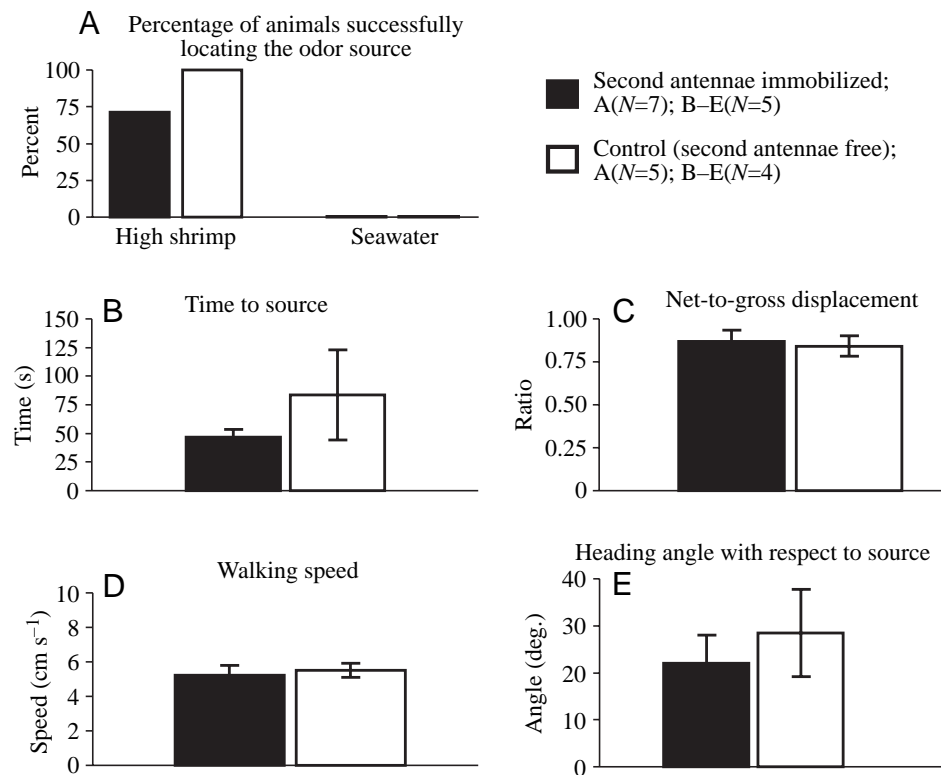 A Percentage of animals successfully
locating the odor source
100
75
50
25
0
Percent
High shrimp Seawater
Second antennae immobilized;
A(N=7); B–E(N=5)
Control (second antennae free);
A(N=5); B–E(N=4)
B Time to source
150
125
100
75
50
25
0
Time (s)
C Net-to-gross displacement
1.00
0.75
0.50
0.25
0
Ratio
D Walking speed
10
8
6
4
2
0
Speed (cm s−1)
E Heading angle with respect to source
40
30
20
10
0
Angle (deg.)